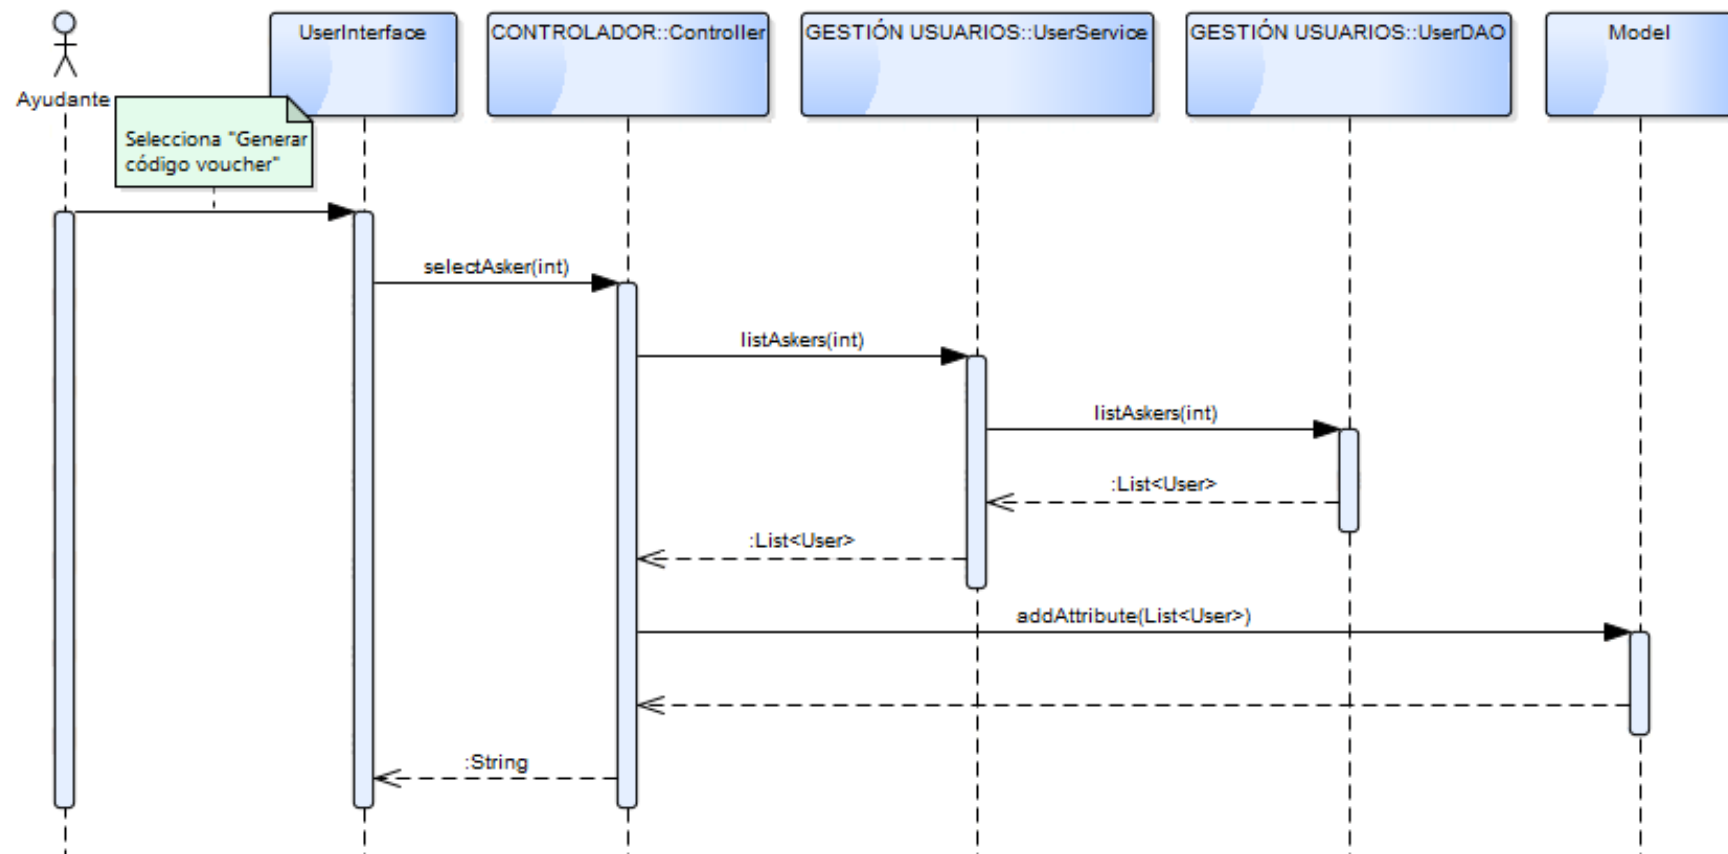 UserInterface
CONTROLADOR::Controller
GESTIÓN USUARIOS::UserService
GESTIÓN USUARIOS::UserDAO
Model
Ayudante
Selecciona "Generar
código voucher"
selectAsker(int)
listAskers(int)
listAskers(int)
:List<User>
:List<User>
addAttribute(List<User>)
:String